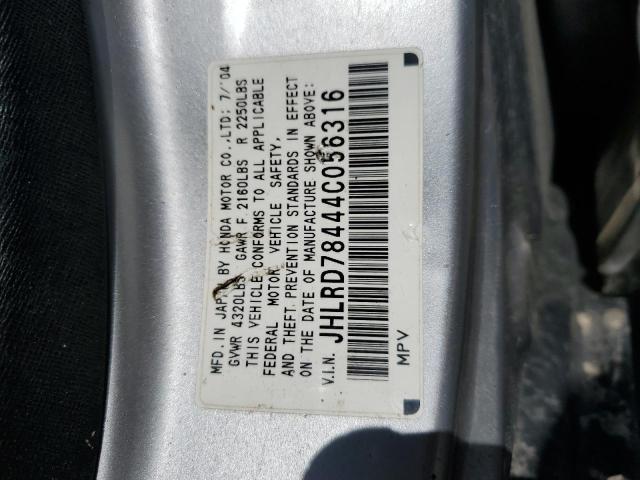 MFD. IN JAPAN BY HONDA MOTOR CO.,LTD: 7/'04
GVWR 4320LBS GAWR F 2160LBS R 2250LBS
THIS VEHICLE CONFORMS TO ALL APPLICABLE
FEDERAL MOTOR VEHICLE SAFETY,
AND THEFT PREVENTION STANDARDS IN EFFECT
ON THE DATE OF MANUFACTURE SHOWN ABOVE:
V.I.N. JHLRD78444C056316
MPV